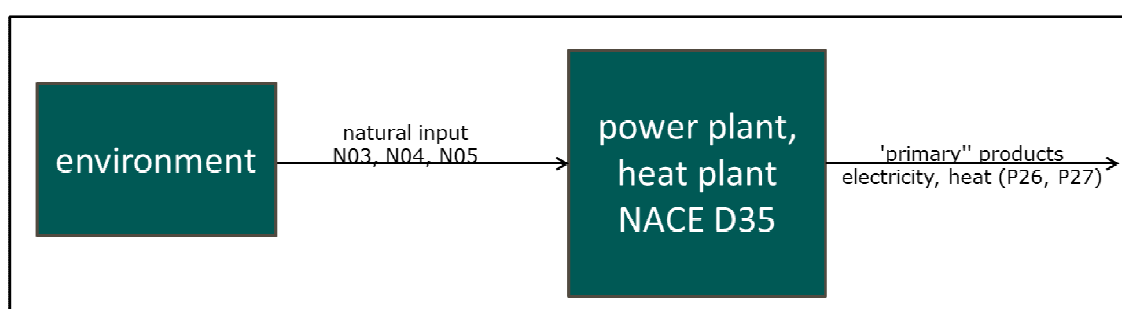 environment
natural input
N03, N04, N05
power plant,
heat plant
NACE D35
'primary" products
electricity, heat (P26, P27)